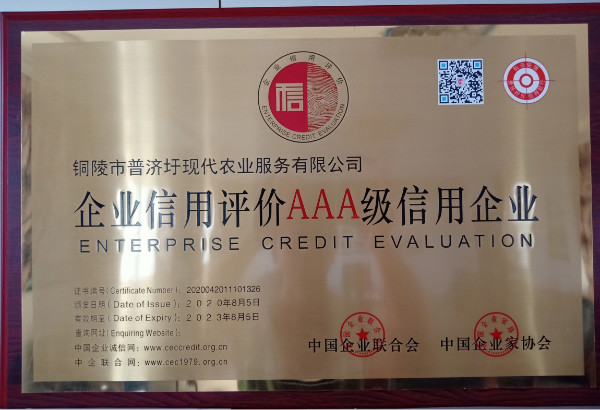 企业信用评价
信
ENTERPRISE CREDIT EVALUATION
铜陵市普济圩现代农业服务有限公司
企业信用评价AAA级信用企业
ENTERPRISE CREDIT EVALUATION
证书编号(Certificate Number): 2020042011101326
颁发日期(Date of Issue): 2020年8月5日
有效期至(Date of Expiry): 2023年8月5日
查询网址(Enquiring Website):
中国企业诚信网: www.ceccredit.org.cn
中企联合网: www.cec1979.org.cn
中国企业联合会 中国企业家协会